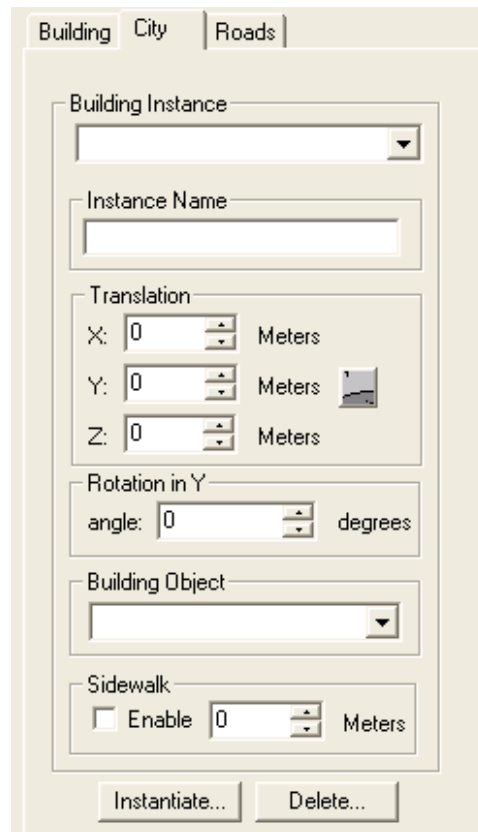 Building City Roads
Building Instance
Instance Name
Translation
X: 0 Meters
Y: 0 Meters
Z: 0 Meters
Rotation in Y
angle: 0 degrees
Building Object
Sidewalk
Enable 0 Meters
Instantiate... Delete...